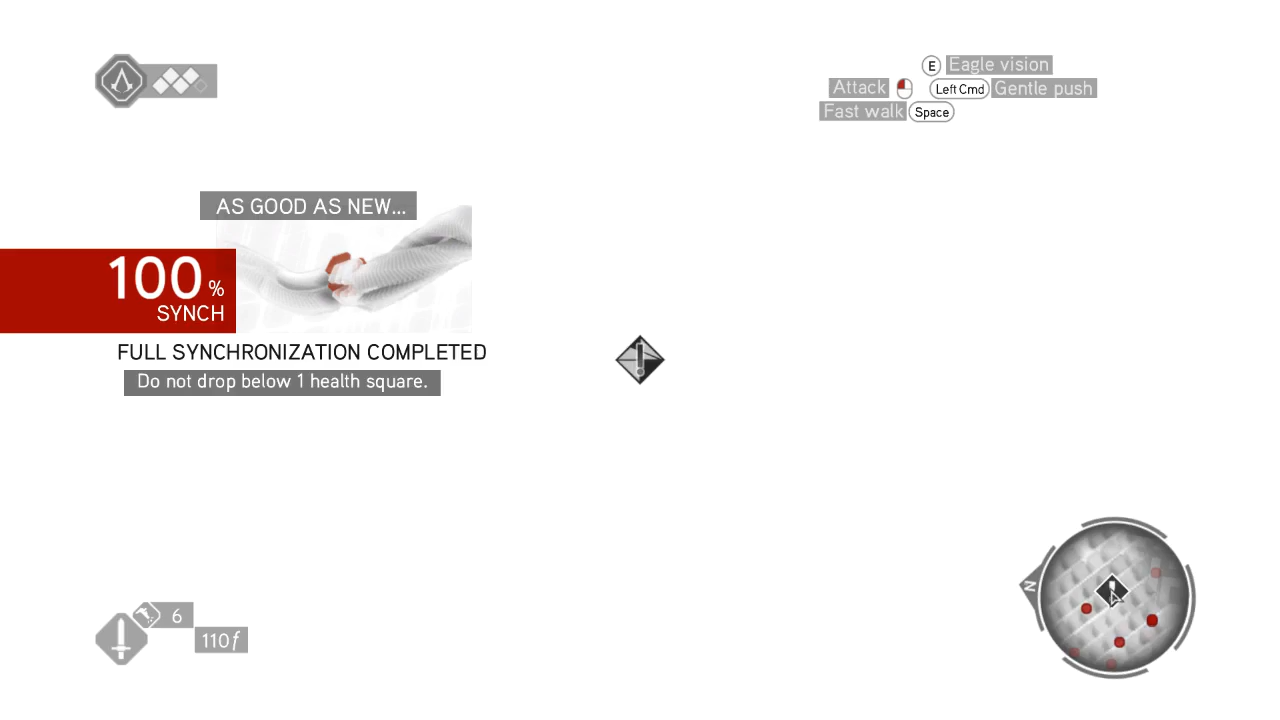 E Eagle vision
Attack Left Cmd Gentle push
Fast walk Space
AS GOOD AS NEW...
100 %
SYNCH
FULL SYNCHRONIZATION COMPLETED
Do not drop below 1 health square.
N
6
110 f